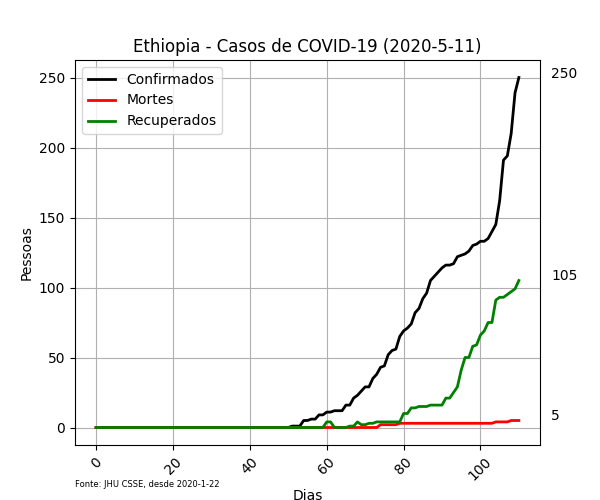 Ethiopia - Casos de COVID-19 (2020-5-11)
Confirmados
Mortes
Recuperados
250
200
150
100
50
0
Pessoas
250
105
5
0
20
40
60
80
100
Dias
Fonte: JHU CSSE, desde 2020-1-22